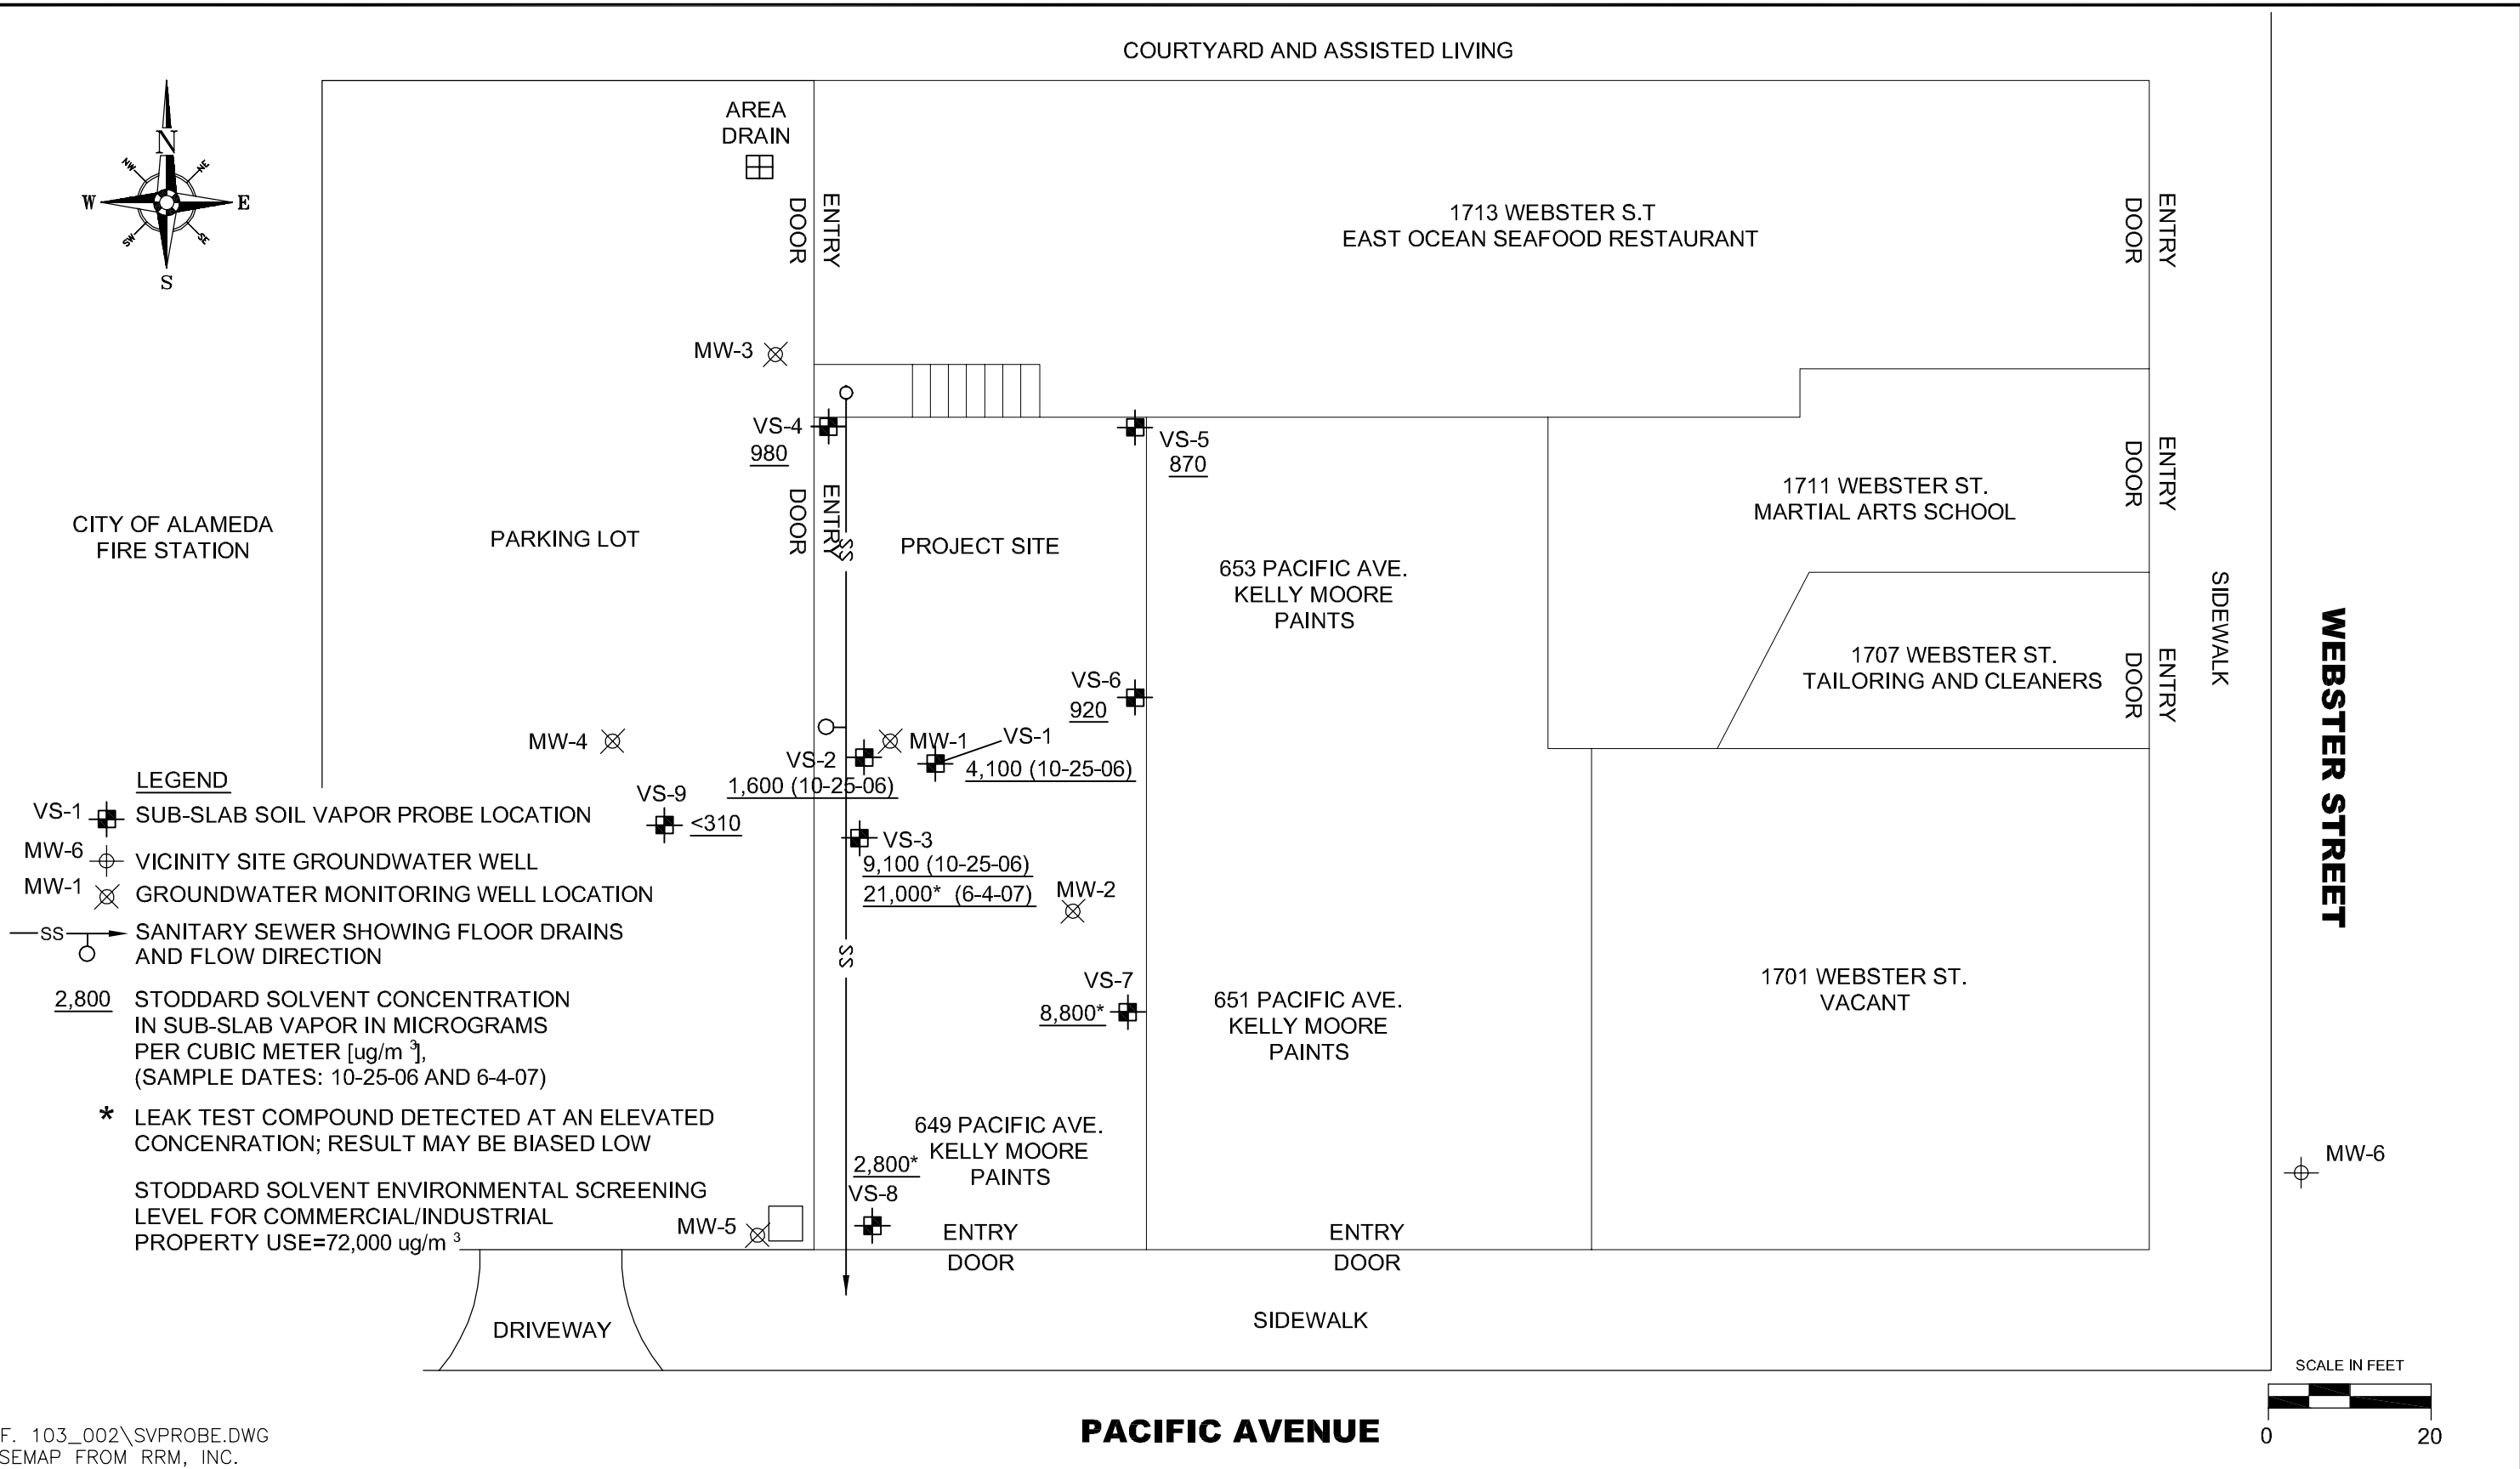 COURTYARD AND ASSISTED LIVING
N
NW
NE
W
E
SW
SE
S
AREA
DRAIN
ENTRY
DOOR
1713 WEBSTER S.T
EAST OCEAN SEAFOOD RESTAURANT
ENTRY
DOOR
MW-3
VS-4
980
VS-5
870
ENTRY
DOOR
SS
CITY OF ALAMEDA
FIRE STATION
PARKING LOT
PROJECT SITE
653 PACIFIC AVE.
KELLY MOORE
PAINTS
1711 WEBSTER ST.
MARTIAL ARTS SCHOOL
ENTRY
DOOR
1707 WEBSTER ST.
TAILORING AND CLEANERS
ENTRY
DOOR
SIDEWALK
WEBSTER STREET
VS-6
920
MW-4
MW-1
VS-1
4,100 (10-25-06)
VS-2
1,600 (10-25-06)
VS-9
<310
VS-3
9,100 (10-25-06)
21,000* (6-4-07)
MW-2
SS
VS-7
8,800*
651 PACIFIC AVE.
KELLY MOORE
PAINTS
1701 WEBSTER ST.
VACANT
649 PACIFIC AVE.
KELLY MOORE
PAINTS
2,800*
VS-8
MW-5
MW-6
ENTRY
DOOR
ENTRY
DOOR
LEGEND
VS-1 SUB-SLAB SOIL VAPOR PROBE LOCATION
MW-6 VICINITY SITE GROUNDWATER WELL
MW-1 GROUNDWATER MONITORING WELL LOCATION
SS SANITARY SEWER SHOWING FLOOR DRAINS
AND FLOW DIRECTION
2,800 STODDARD SOLVENT CONCENTRATION
IN SUB-SLAB VAPOR IN MICROGRAMS
PER CUBIC METER [ug/m 3],
(SAMPLE DATES: 10-25-06 AND 6-4-07)
* LEAK TEST COMPOUND DETECTED AT AN ELEVATED
CONCENRATION; RESULT MAY BE BIASED LOW
STODDARD SOLVENT ENVIRONMENTAL SCREENING
LEVEL FOR COMMERCIAL/INDUSTRIAL
PROPERTY USE=72,000 ug/m 3
DRIVEWAY
SIDEWALK
SCALE IN FEET
0 20
PACIFIC AVENUE
F. 103_002\SVPROBE.DWG
SEMAP FROM RRM, INC.